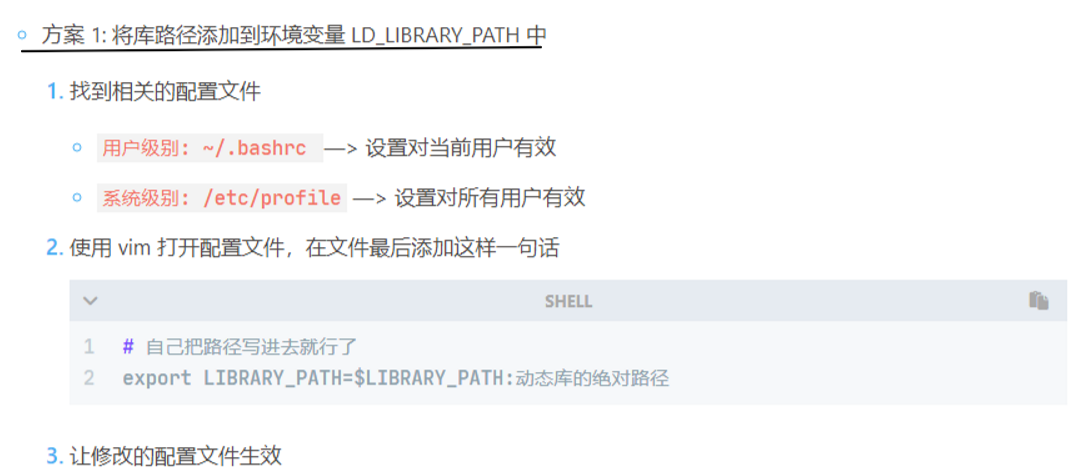 方案 1: 将库路径添加到环境变量 LD_LIBRARY_PATH 中
1. 找到相关的配置文件
用户级别: ~/.bashrc —> 设置对当前用户有效
系统级别: /etc/profile —> 设置对所有用户有效
2. 使用 vim 打开配置文件，在文件最后添加这样一句话
SHELL
1 # 自己把路径写进去就行了
2 export LIBRARY_PATH=$LIBRARY_PATH:动态库的绝对路径
3. 让修改的配置文件生效